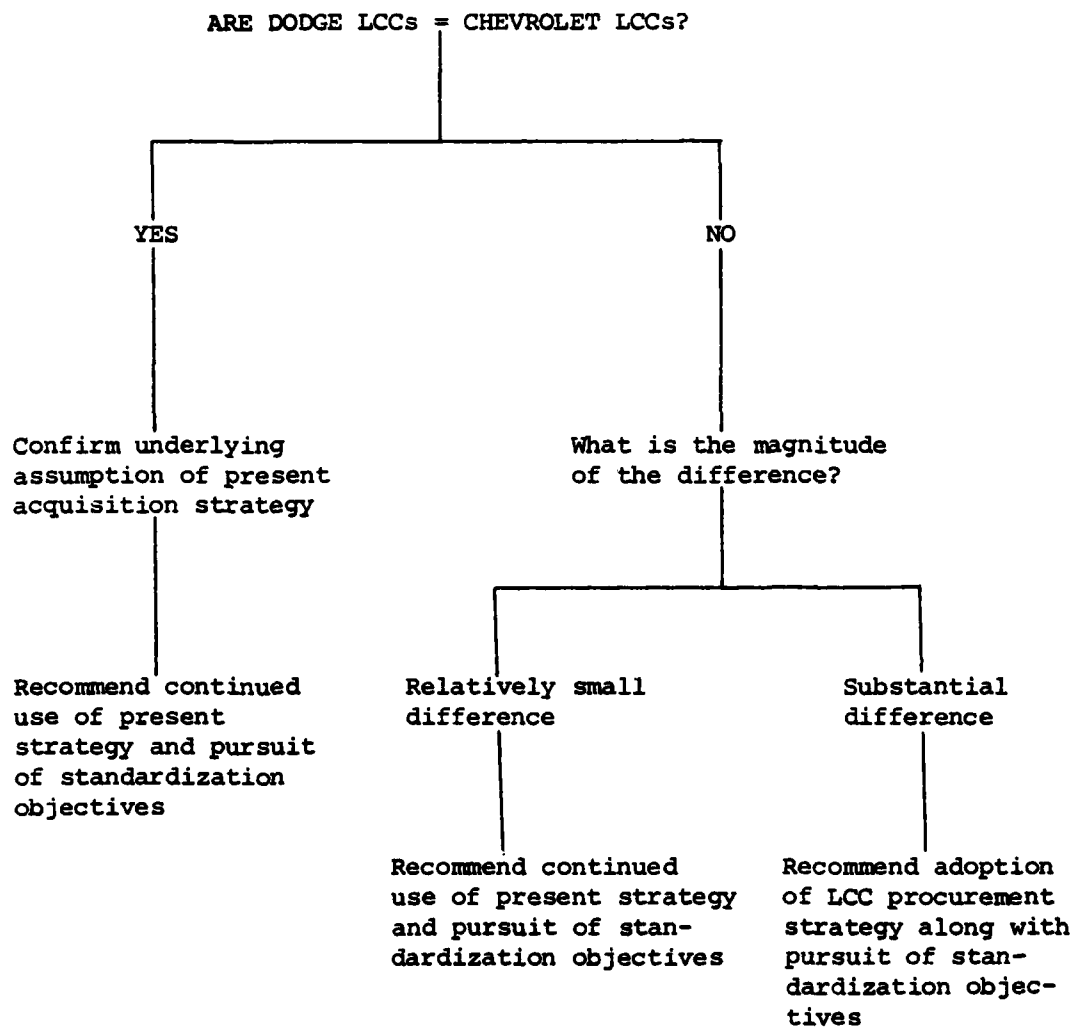 ARE DODGE LCCs = CHEVROLET LCCs?
YES
NO
Confirm underlying
assumption of present
acquisition strategy
What is the magnitude
of the difference?
Recommend continued
use of present
strategy and pursuit
of standardization
objectives
Relatively small
difference
Substantial
difference
Recommend continued
use of present strategy
and pursuit of stan-
dardization objectives
Recommend adoption
of LCC procurement
strategy along with
pursuit of stan-
dardization objec-
tives